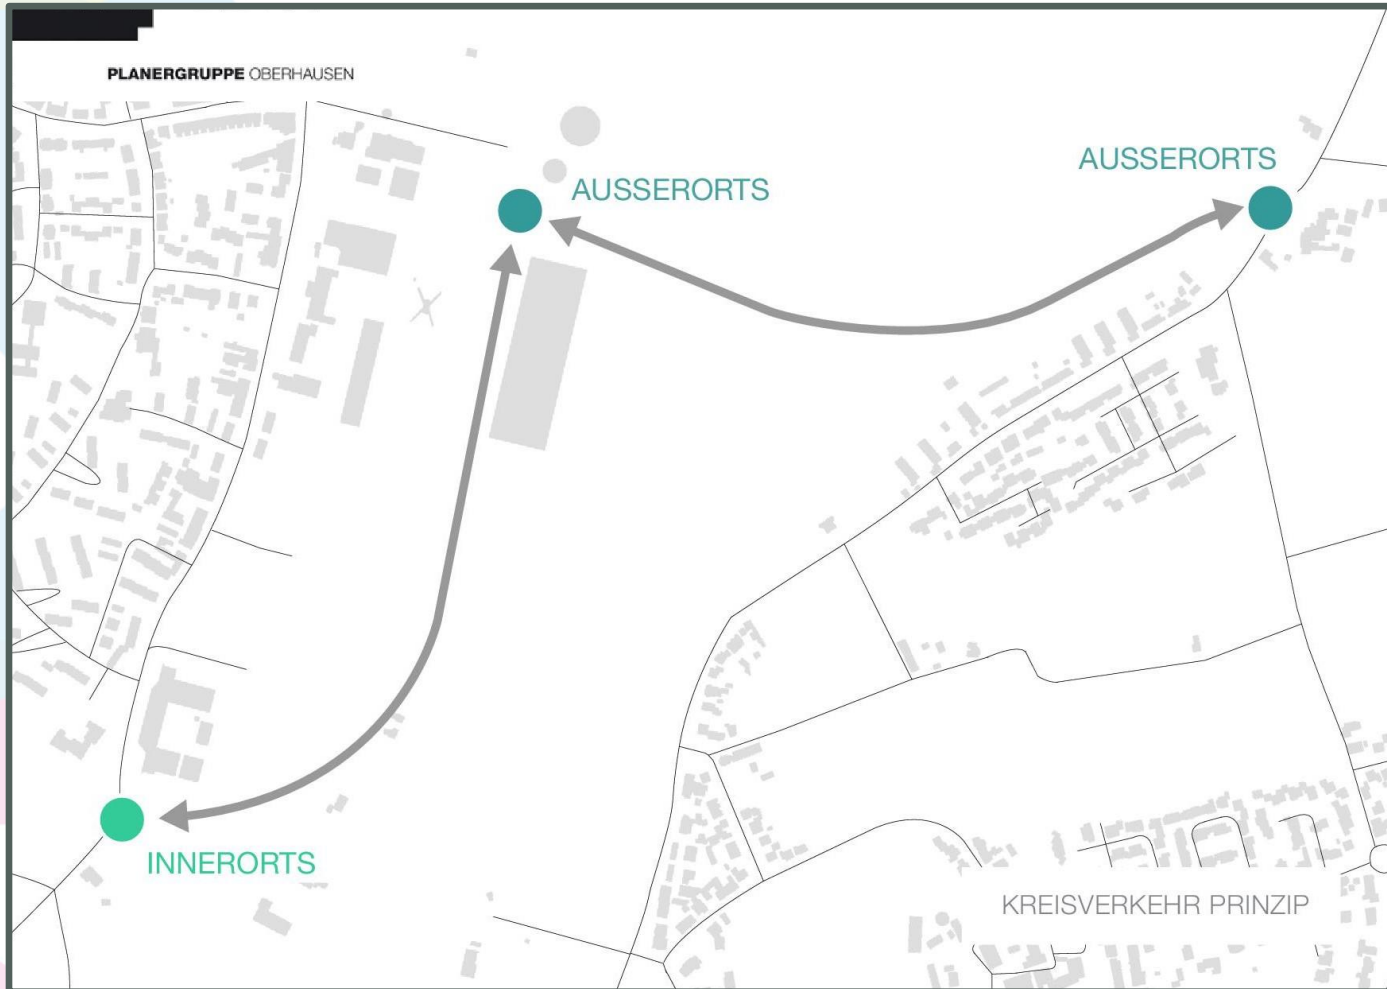 PLANERGRUPPE OBERHAUSEN
AUSSERORTS
AUSSERORTS
INNERORTS
KREISVERKEHR PRINZIP